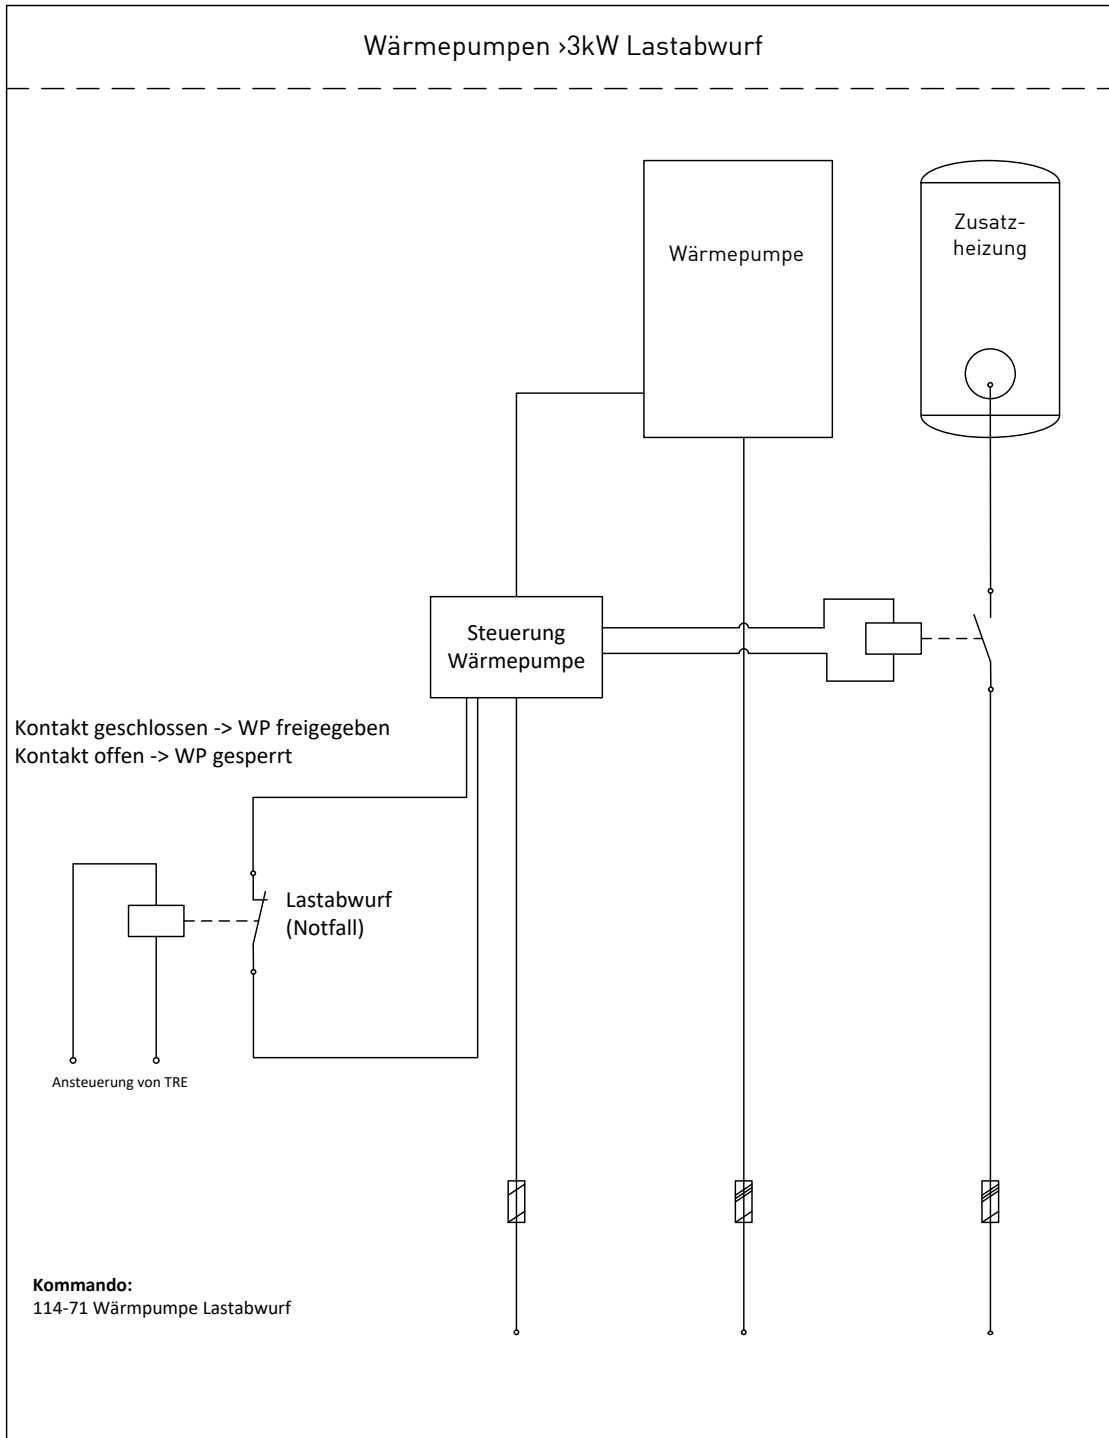 Wärmepumpen >3kW Lastabwurf
Zusatz-
heizung
Wärmepumpe
Steuerung
Wärmepumpe
Kontakt geschlossen -> WP freigegeben
Kontakt offen -> WP gesperrt
Lastabwurf
(Notfall)
Ansteuerung von TRE
Kommando:
114-71 Wärmpumpe Lastabwurf